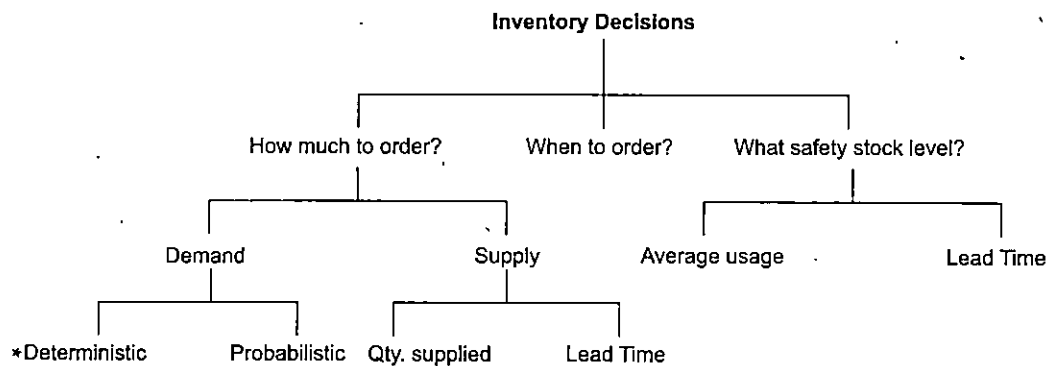 Inventory Decisions
How much to order? When to order? What safety stock level?
Demand Supply Average usage Lead Time
*Deterministic Probabilistic Qty. supplied Lead Time